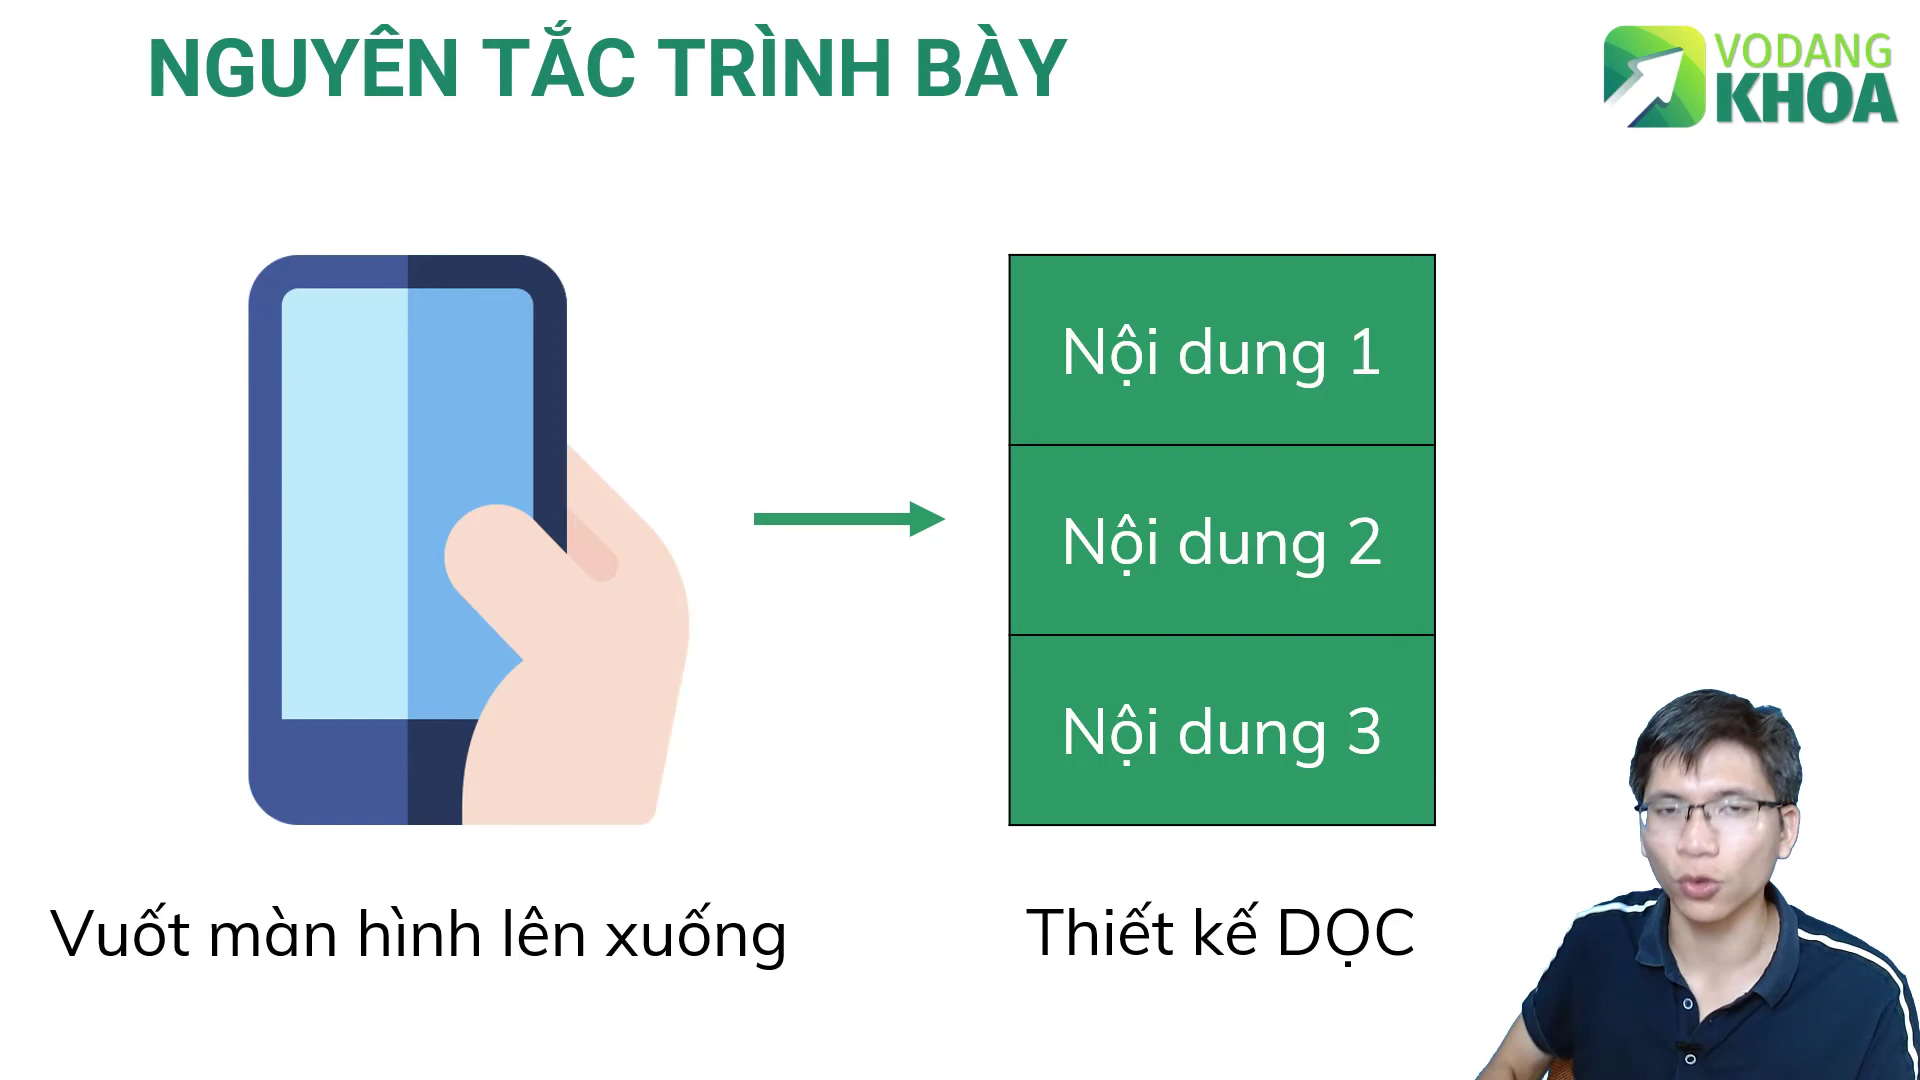 NGUYÊN TẮC TRÌNH BÀY
VODANG
KHOA
Nội dung 1
Nội dung 2
Nội dung 3
Vuốt màn hình lên xuống
Thiết kế DỌC